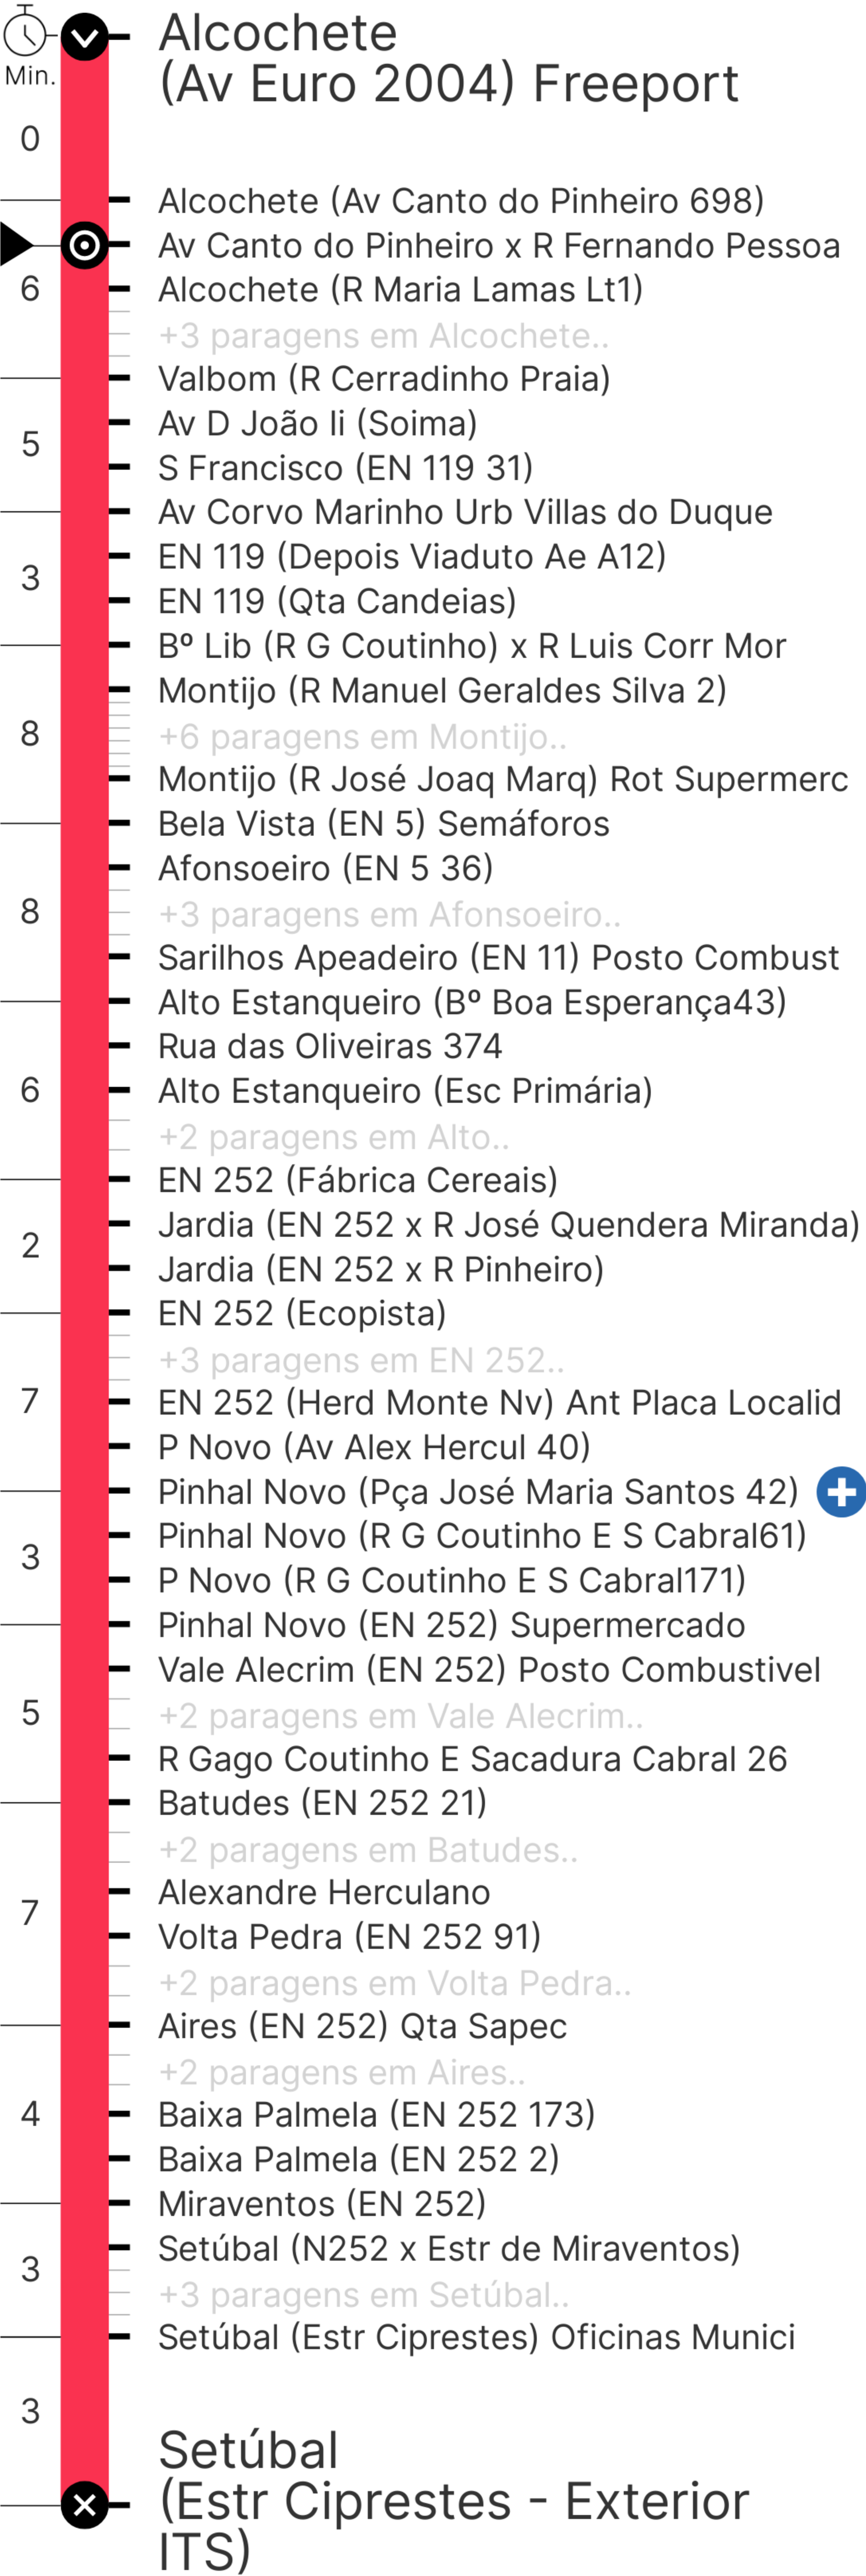 Alcochete
(Av Euro 2004) Freeport
Min.
0
Alcochete (Av Canto do Pinheiro 698)
Av Canto do Pinheiro x R Fernando Pessoa
6
Alcochete (R Maria Lamas Lt1)
+3 paragens em Alcochete..
Valbom (R Cerradinho Praia)
Av D João Ii (Soima)
5
S Francisco (EN 119 31)
Av Corvo Marinho Urb Villas do Duque
EN 119 (Depois Viaduto Ae A12)
3
EN 119 (Qta Candeias)
Bº Lib (R G Coutinho) x R Luis Corr Mor
Montijo (R Manuel Geraldes Silva 2)
8
+6 paragens em Montijo..
Montijo (R José Joaq Marq) Rot Supermerc
Bela Vista (EN 5) Semáforos
Afonsoeiro (EN 5 36)
8
+3 paragens em Afonsoeiro..
Sarilhos Apeadeiro (EN 11) Posto Combust
Alto Estanqueiro (Bº Boa Esperança43)
Rua das Oliveiras 374
6
Alto Estanqueiro (Esc Primária)
+2 paragens em Alto..
EN 252 (Fábrica Cereais)
Jardia (EN 252 x R José Quendera Miranda)
2
Jardia (EN 252 x R Pinheiro)
EN 252 (Ecopista)
+3 paragens em EN 252..
7
EN 252 (Herd Monte Nv) Ant Placa Localid
P Novo (Av Alex Hercul 40)
Pinhal Novo (Pça José Maria Santos 42)
Pinhal Novo (R G Coutinho E S Cabral61)
3
P Novo (R G Coutinho E S Cabral171)
Pinhal Novo (EN 252) Supermercado
Vale Alecrim (EN 252) Posto Combustivel
5
+2 paragens em Vale Alecrim..
R Gago Coutinho E Sacadura Cabral 26
Batudes (EN 252 21)
+2 paragens em Batudes..
7
Alexandre Herculano
Volta Pedra (EN 252 91)
+2 paragens em Volta Pedra..
Aires (EN 252) Qta Sapec
+2 paragens em Aires..
4
Baixa Palmela (EN 252 173)
Baixa Palmela (EN 252 2)
Miraventos (EN 252)
Setúbal (N252 x Estr de Miraventos)
3
+3 paragens em Setúbal..
Setúbal (Estr Ciprestes) Oficinas Munici
3
Setúbal
(Estr Ciprestes - Exterior
ITS)